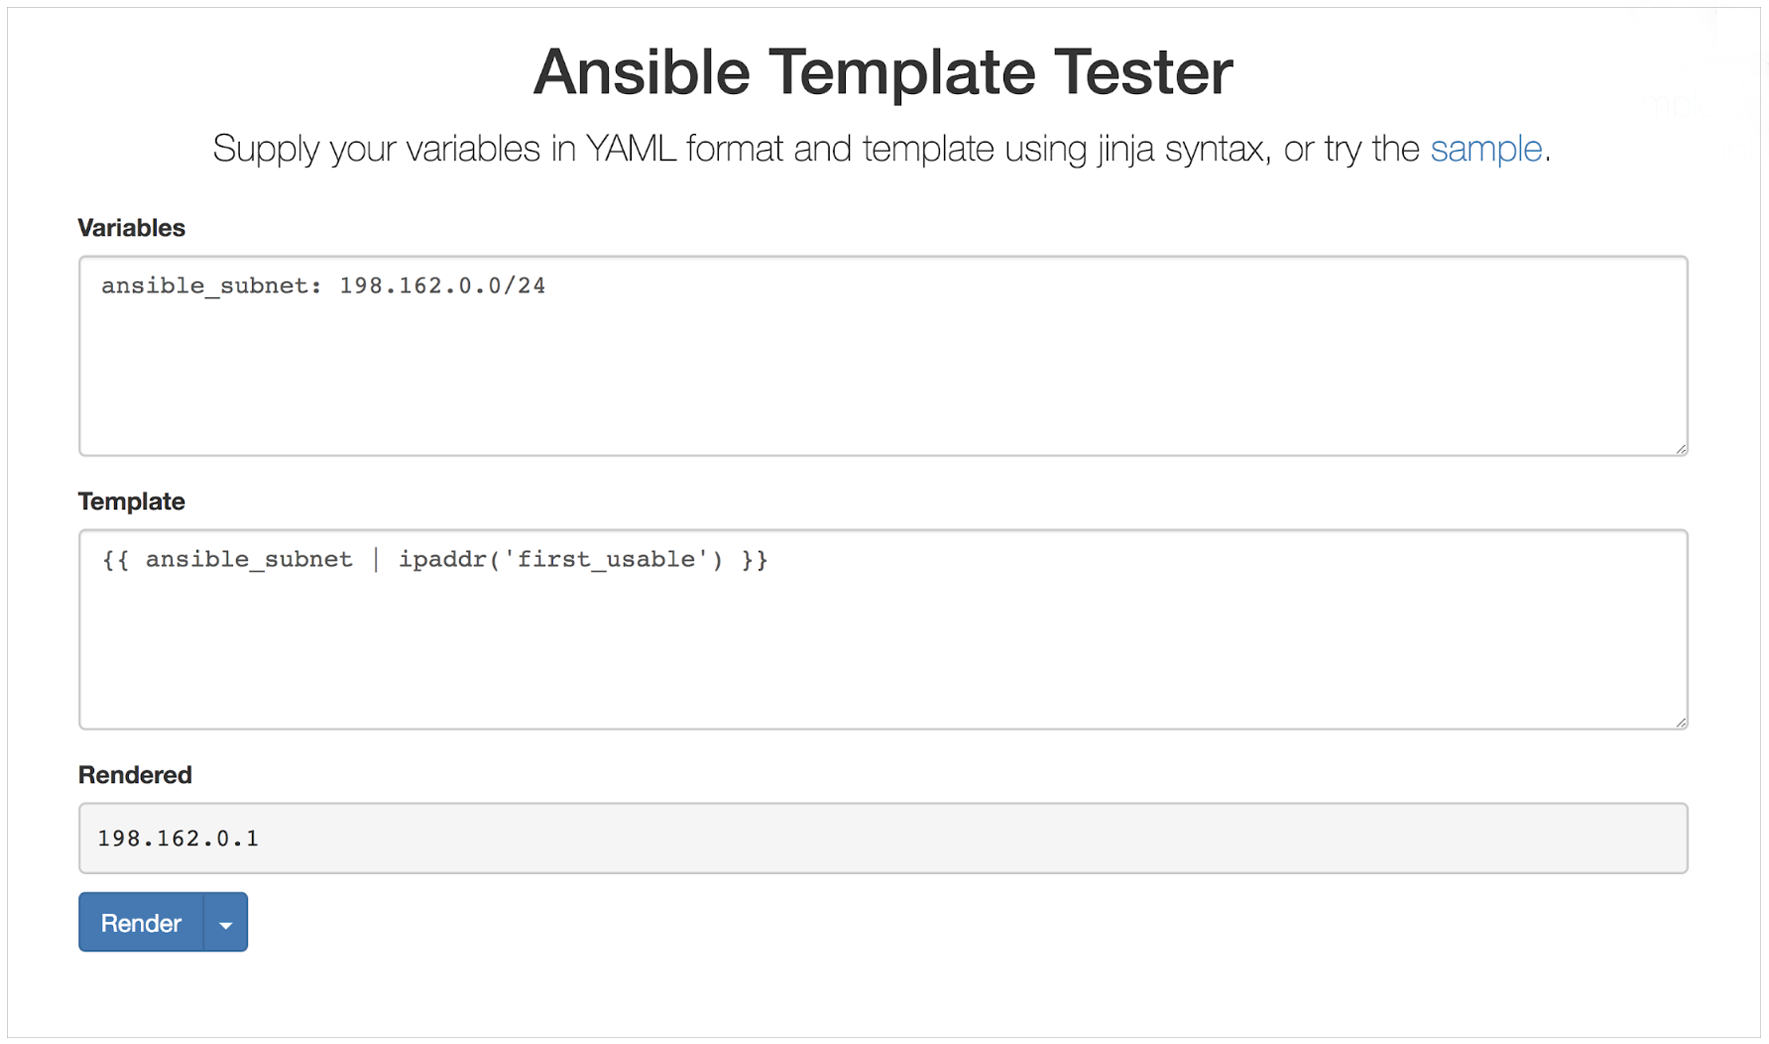 Ansible Template Tester
Supply your variables in YAML format and template using jinja syntax, or try the sample.
Variables
ansible_subnet: 198.162.0.0/24
Template
{{ ansible_subnet | ipaddr('first_usable') }}
Rendered
198.162.0.1
Render